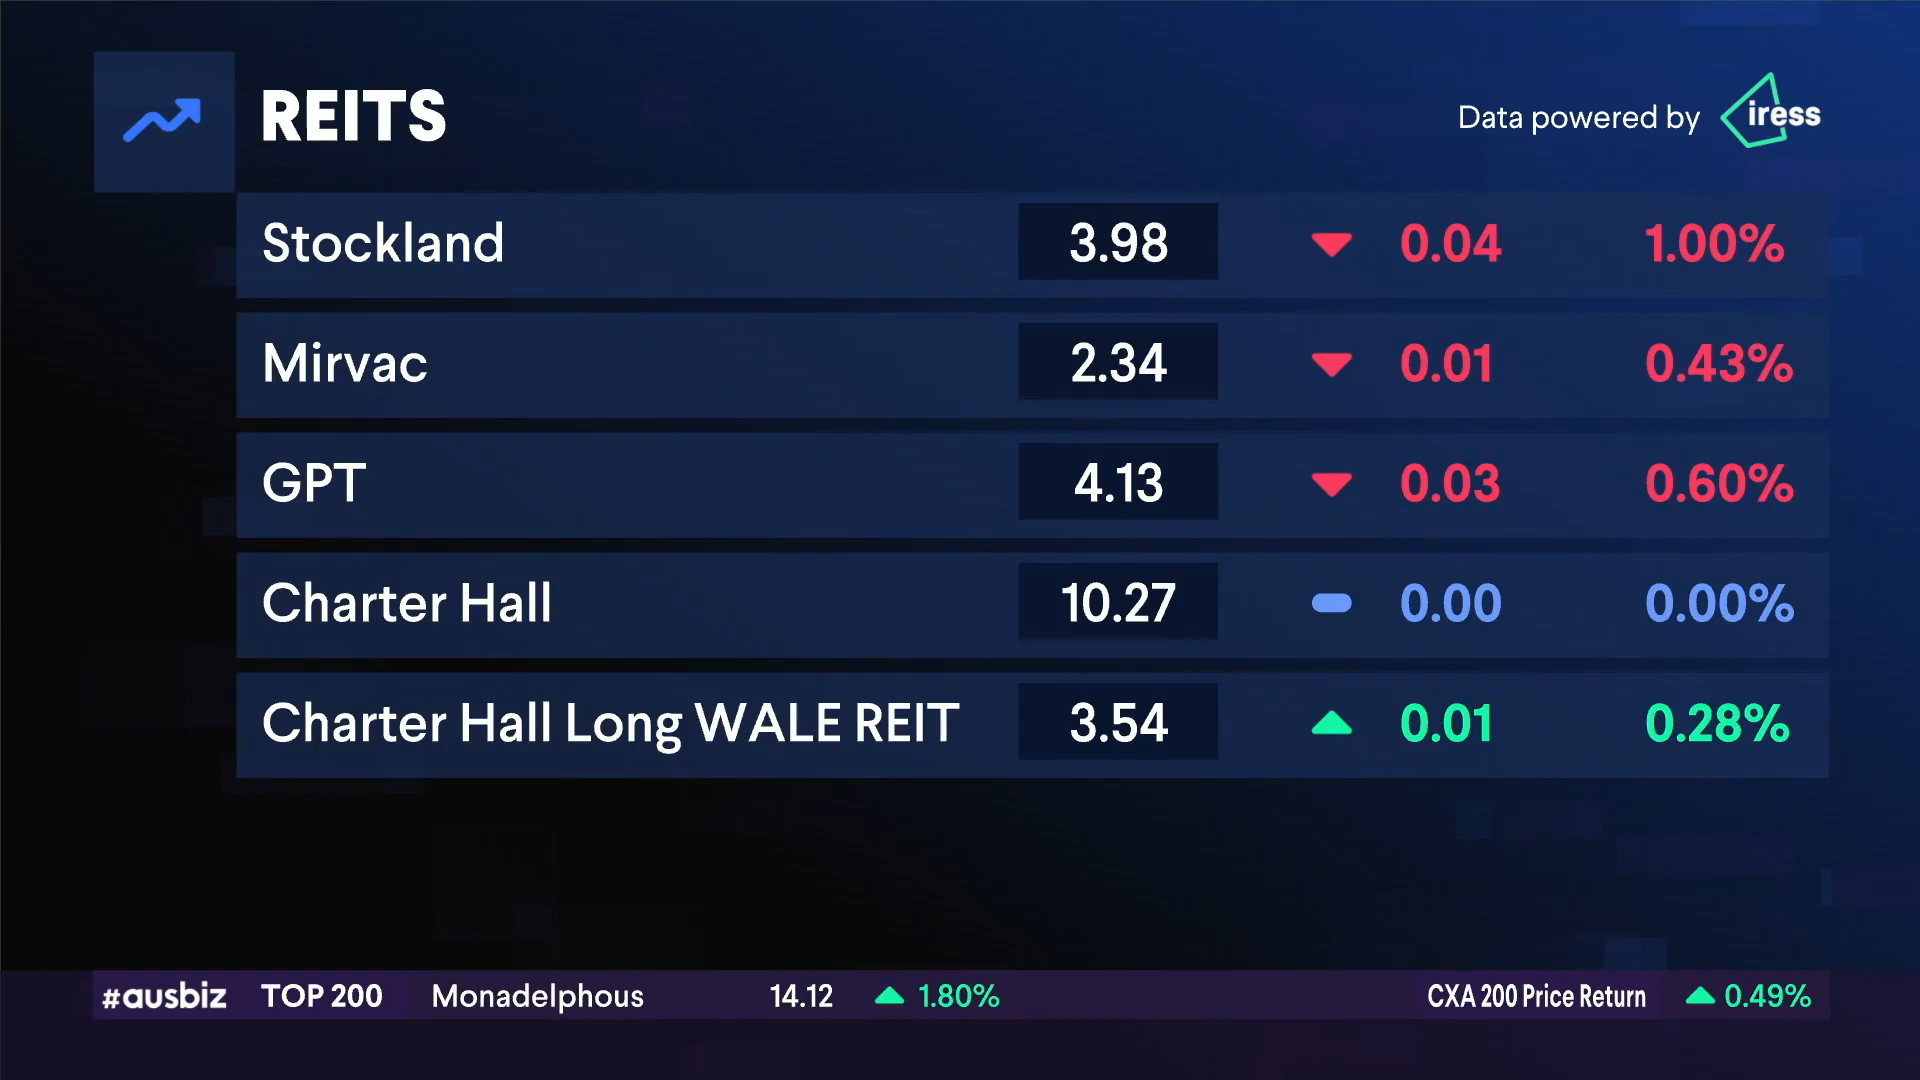 REITS
Data powered by iress
Stockland 3.98 0.04 1.00%
Mirvac 2.34 0.01 0.43%
GPT 4.13 0.03 0.60%
Charter Hall 10.27 0.00 0.00%
Charter Hall Long WALE REIT 3.54 0.01 0.28%
#ausbiz TOP 200 Monadelphous 14.12 1.80% CXA 200 Price Return 0.49%